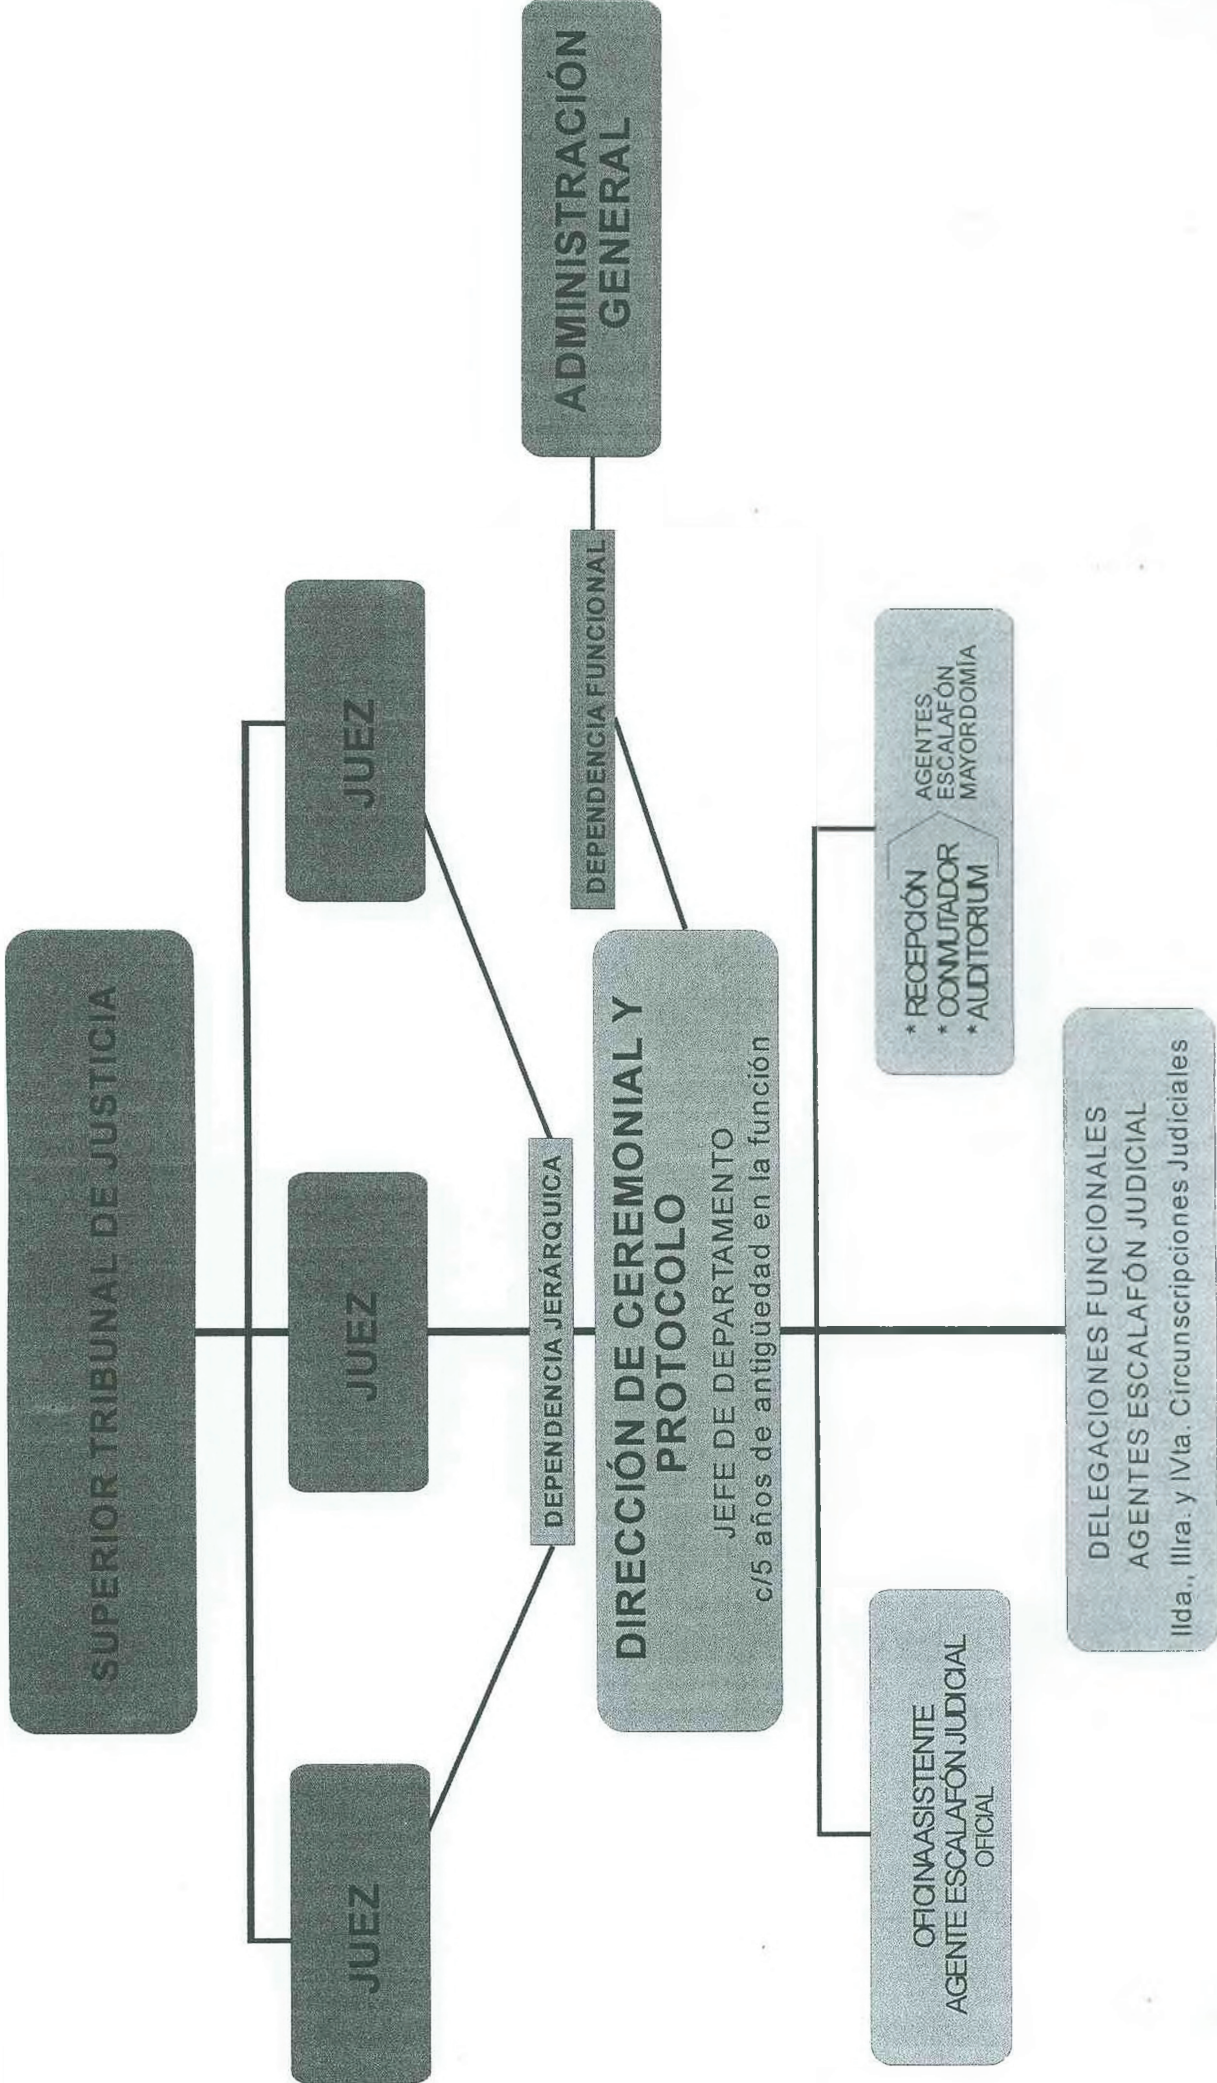 SUPERIOR TRIBUNAL DE JUSTICIA
JUEZ
JUEZ
JUEZ
DEPENDENCIA JERÁRQUICA
DEPENDENCIA FUNCIONAL
ADMINISTRACIÓN
GENERAL
DIRECCIÓN DE CEREMONIAL Y
PROTOCOLO
JEFE DE DEPARTAMENTO
c/5 años de antigüedad en la función
OFICINA ASISTENTE
AGENTE ESCALAFÓN JUDICIAL
OFICIAL
* RECEPCIÓN
* CONMUTADOR
* AUDITORIUM
AGENTES
ESCALAFÓN
MAYORDOMÍA
DELEGACIONES FUNCIONALES
AGENTES ESCALAFÓN JUDICIAL
IIda., IIIra. y IVta. Circunscripciones Judiciales